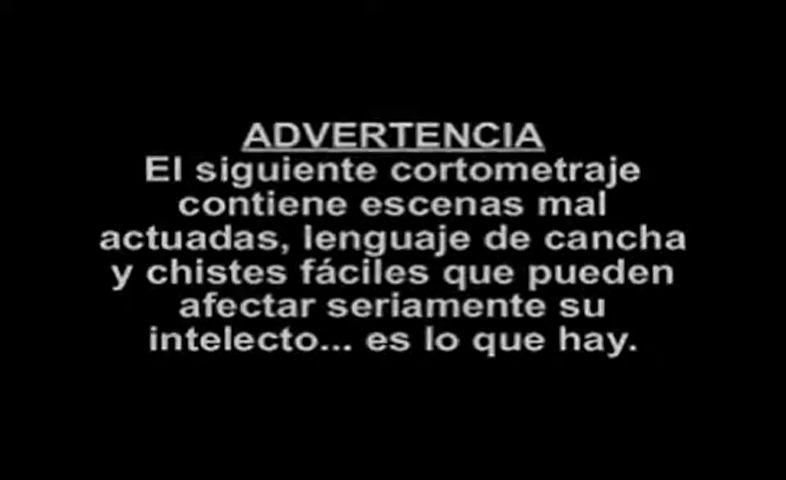 ADVERTENCIA
El siguiente cortometraje
contiene escenas mal
actuadas, lenguaje de cancha
y chistes fáciles que pueden
afectar seriamente su
intelecto... es lo que hay.